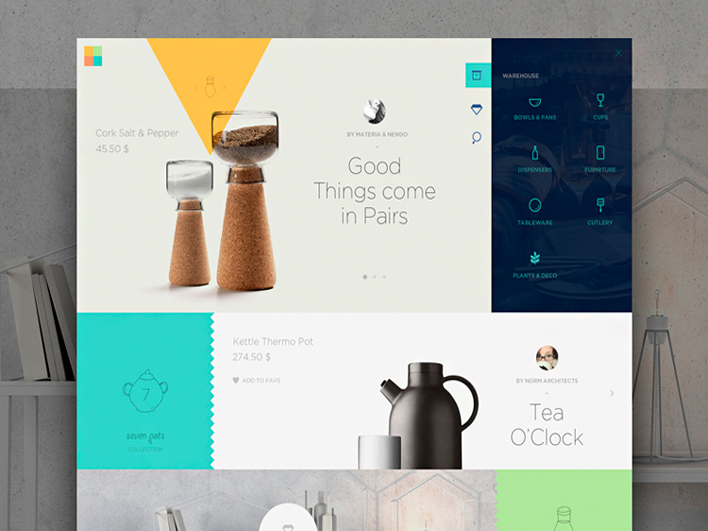 WAREHOUSE
BOWLS & PANS
CUPS
DISPENSERS
FURNITURE
TABLEWARE
CUTLERY
PLANTS & DECO
Cork Salt & Pepper
45.50 $
BY MATERIA & NENDO
Good
Things come
in Pairs
7
seven pots
COLLECTION
Kettle Thermo Pot
274.50 $
ADD TO FAVS
BY NORM ARCHITECTS
Tea
O'Clock